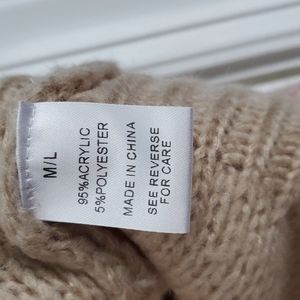 M/L
95%ACRYLIC
5%POLYESTER
MADE IN CHINA
SEE REVERSE
FOR CARE